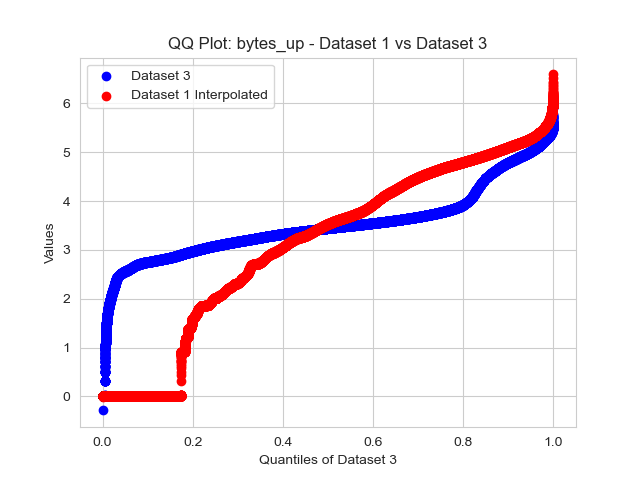 QQ Plot: bytes_up - Dataset 1 vs Dataset 3
Dataset 3
Dataset 1 Interpolated
Values
6
5
4
3
2
1
0
0.0 0.2 0.4 0.6 0.8 1.0
Quantiles of Dataset 3